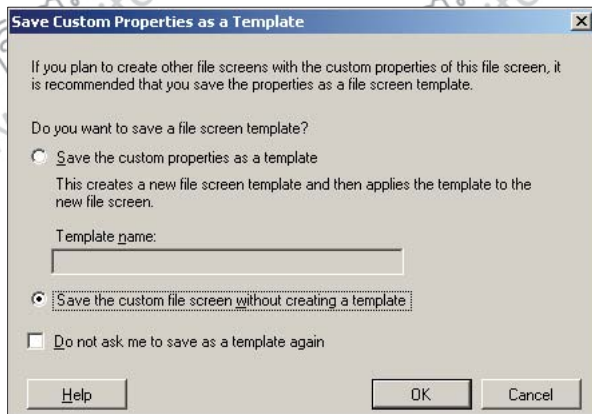 Save Custom Properties as a Template
If you plan to create other file screens with the custom properties of this file screen, it
is recommended that you save the properties as a file screen template.
Do you want to save a file screen template?
Save the custom properties as a template
This creates a new file screen template and then applies the template to the
new file screen.
Template name:
Save the custom file screen without creating a template
Do not ask me to save as a template again
Help OK Cancel